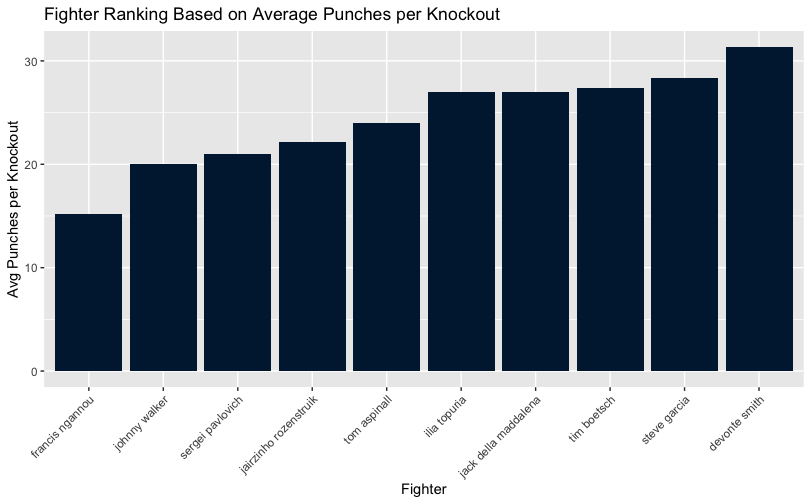 Fighter Ranking Based on Average Punches per Knockout
Avg Punches per Knockout
30
20
10
0
francis ngannou
johnny walker
sergei pavlovich
jairzinho rozenstruik
tom aspinall
ilia topuria
jack della maddalena
tim boetsch
steve garcia
devonte smith
Fighter